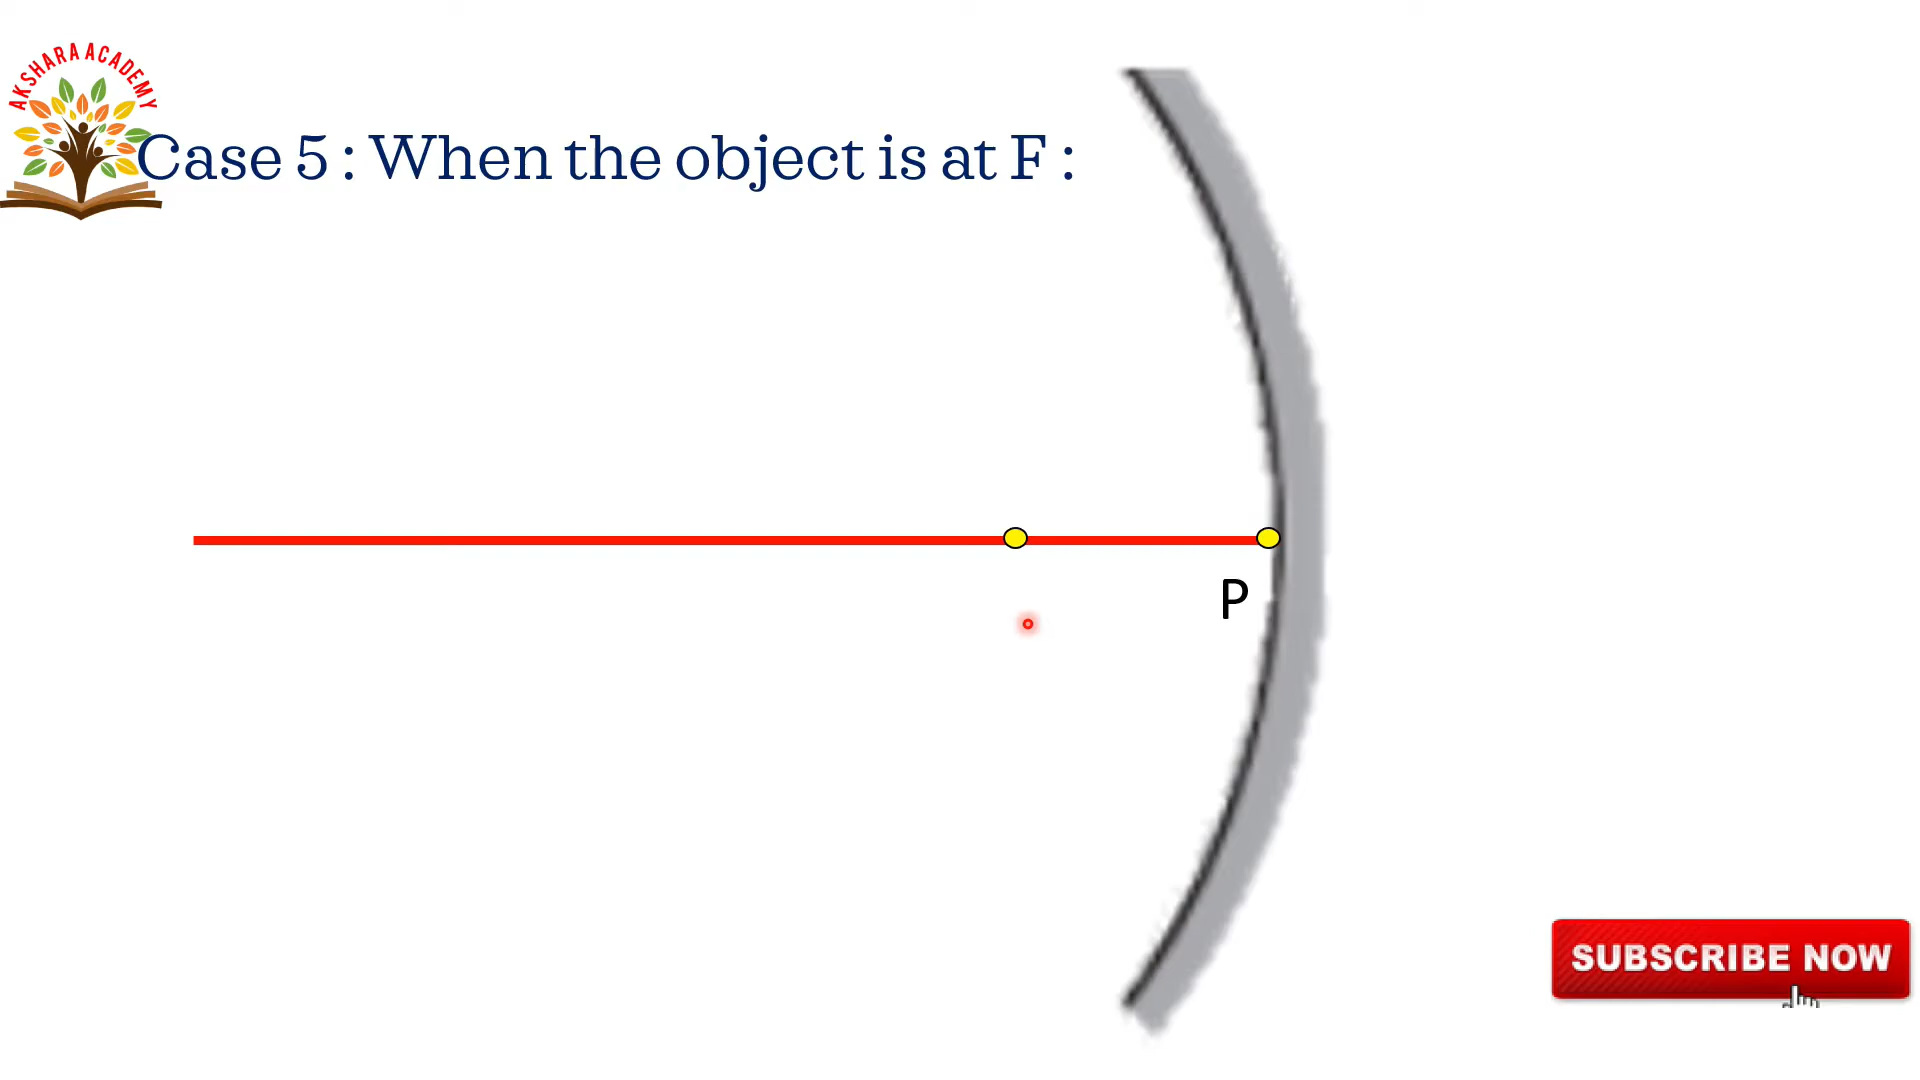 AKSHARA ACADEMY
Case 5 : When the object is at F :
P
SUBSCRIBE NOW